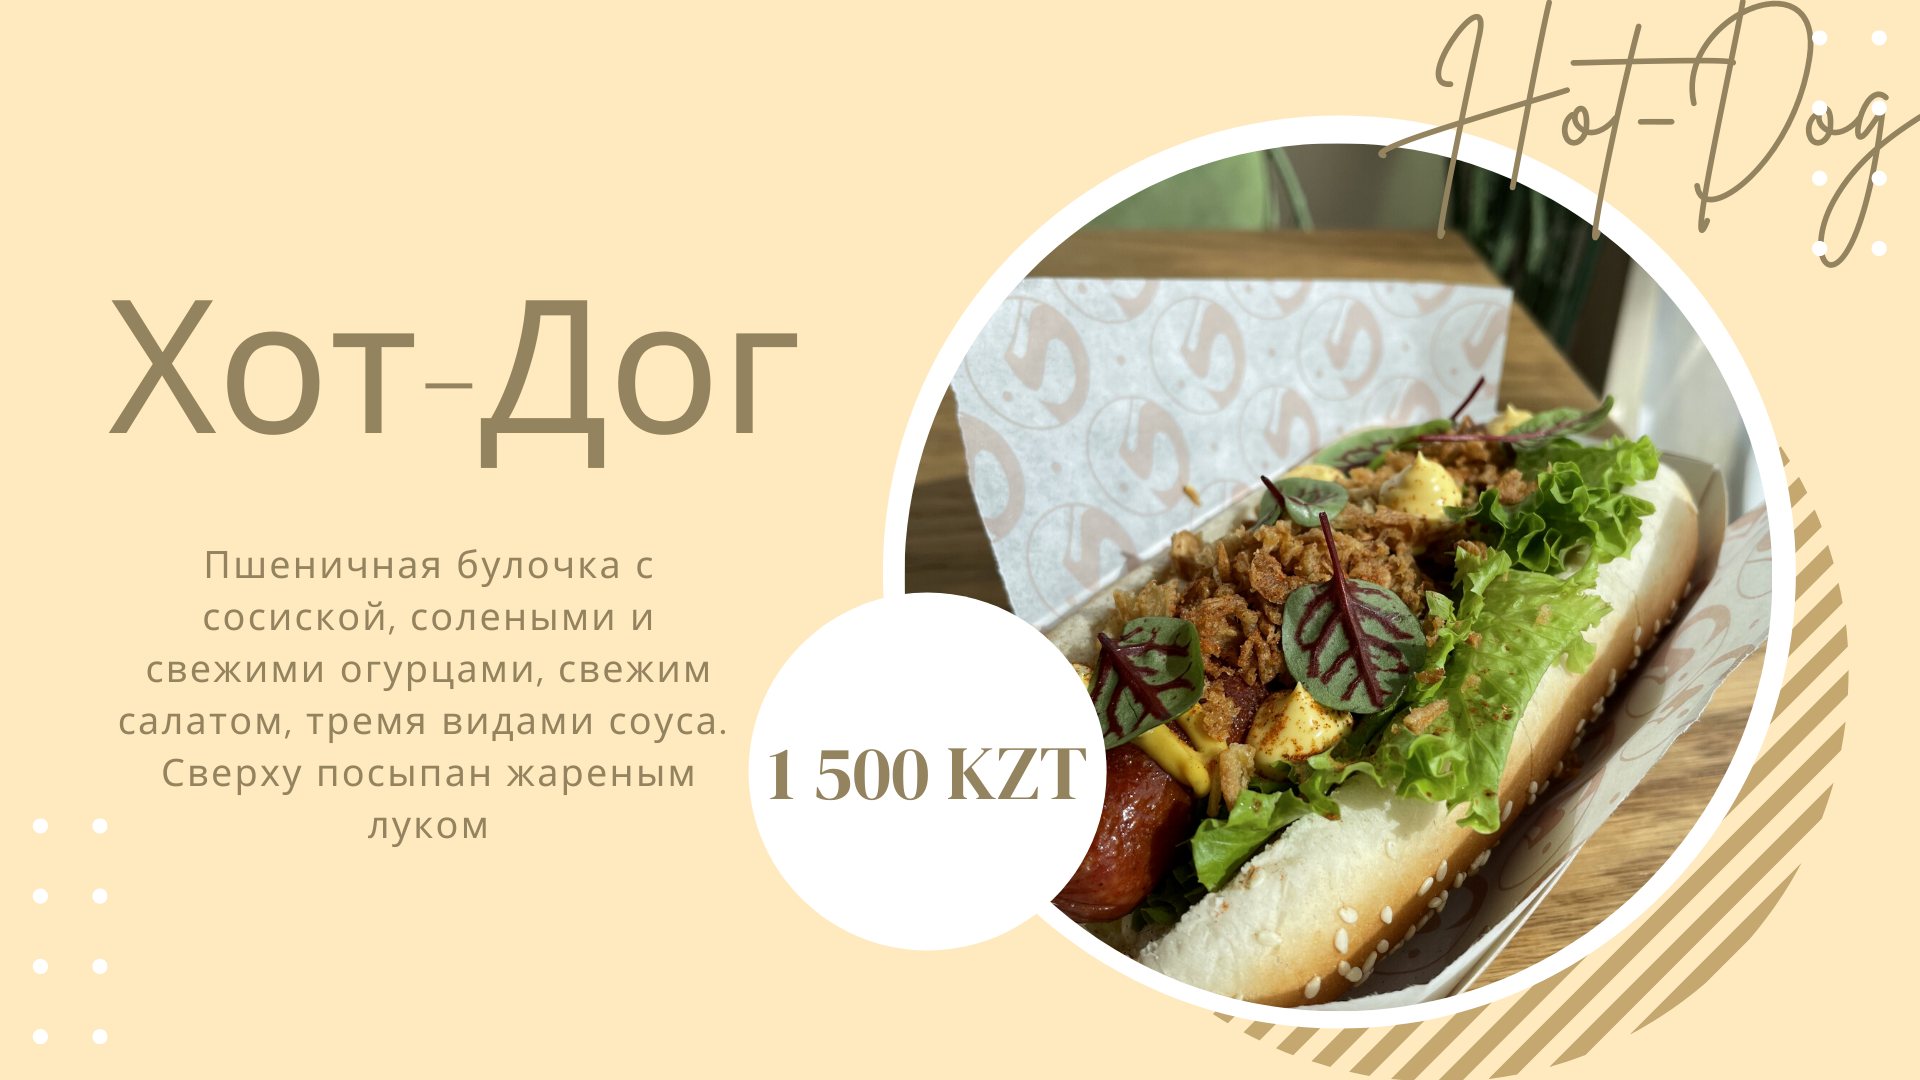 Hot-Dog
Хот-Дог
Пшеничная булочка с
сосиской, солеными и
свежими огурцами, свежим
салатом, тремя видами соуса.
Сверху посыпан жареным
луком
1 500 KZT